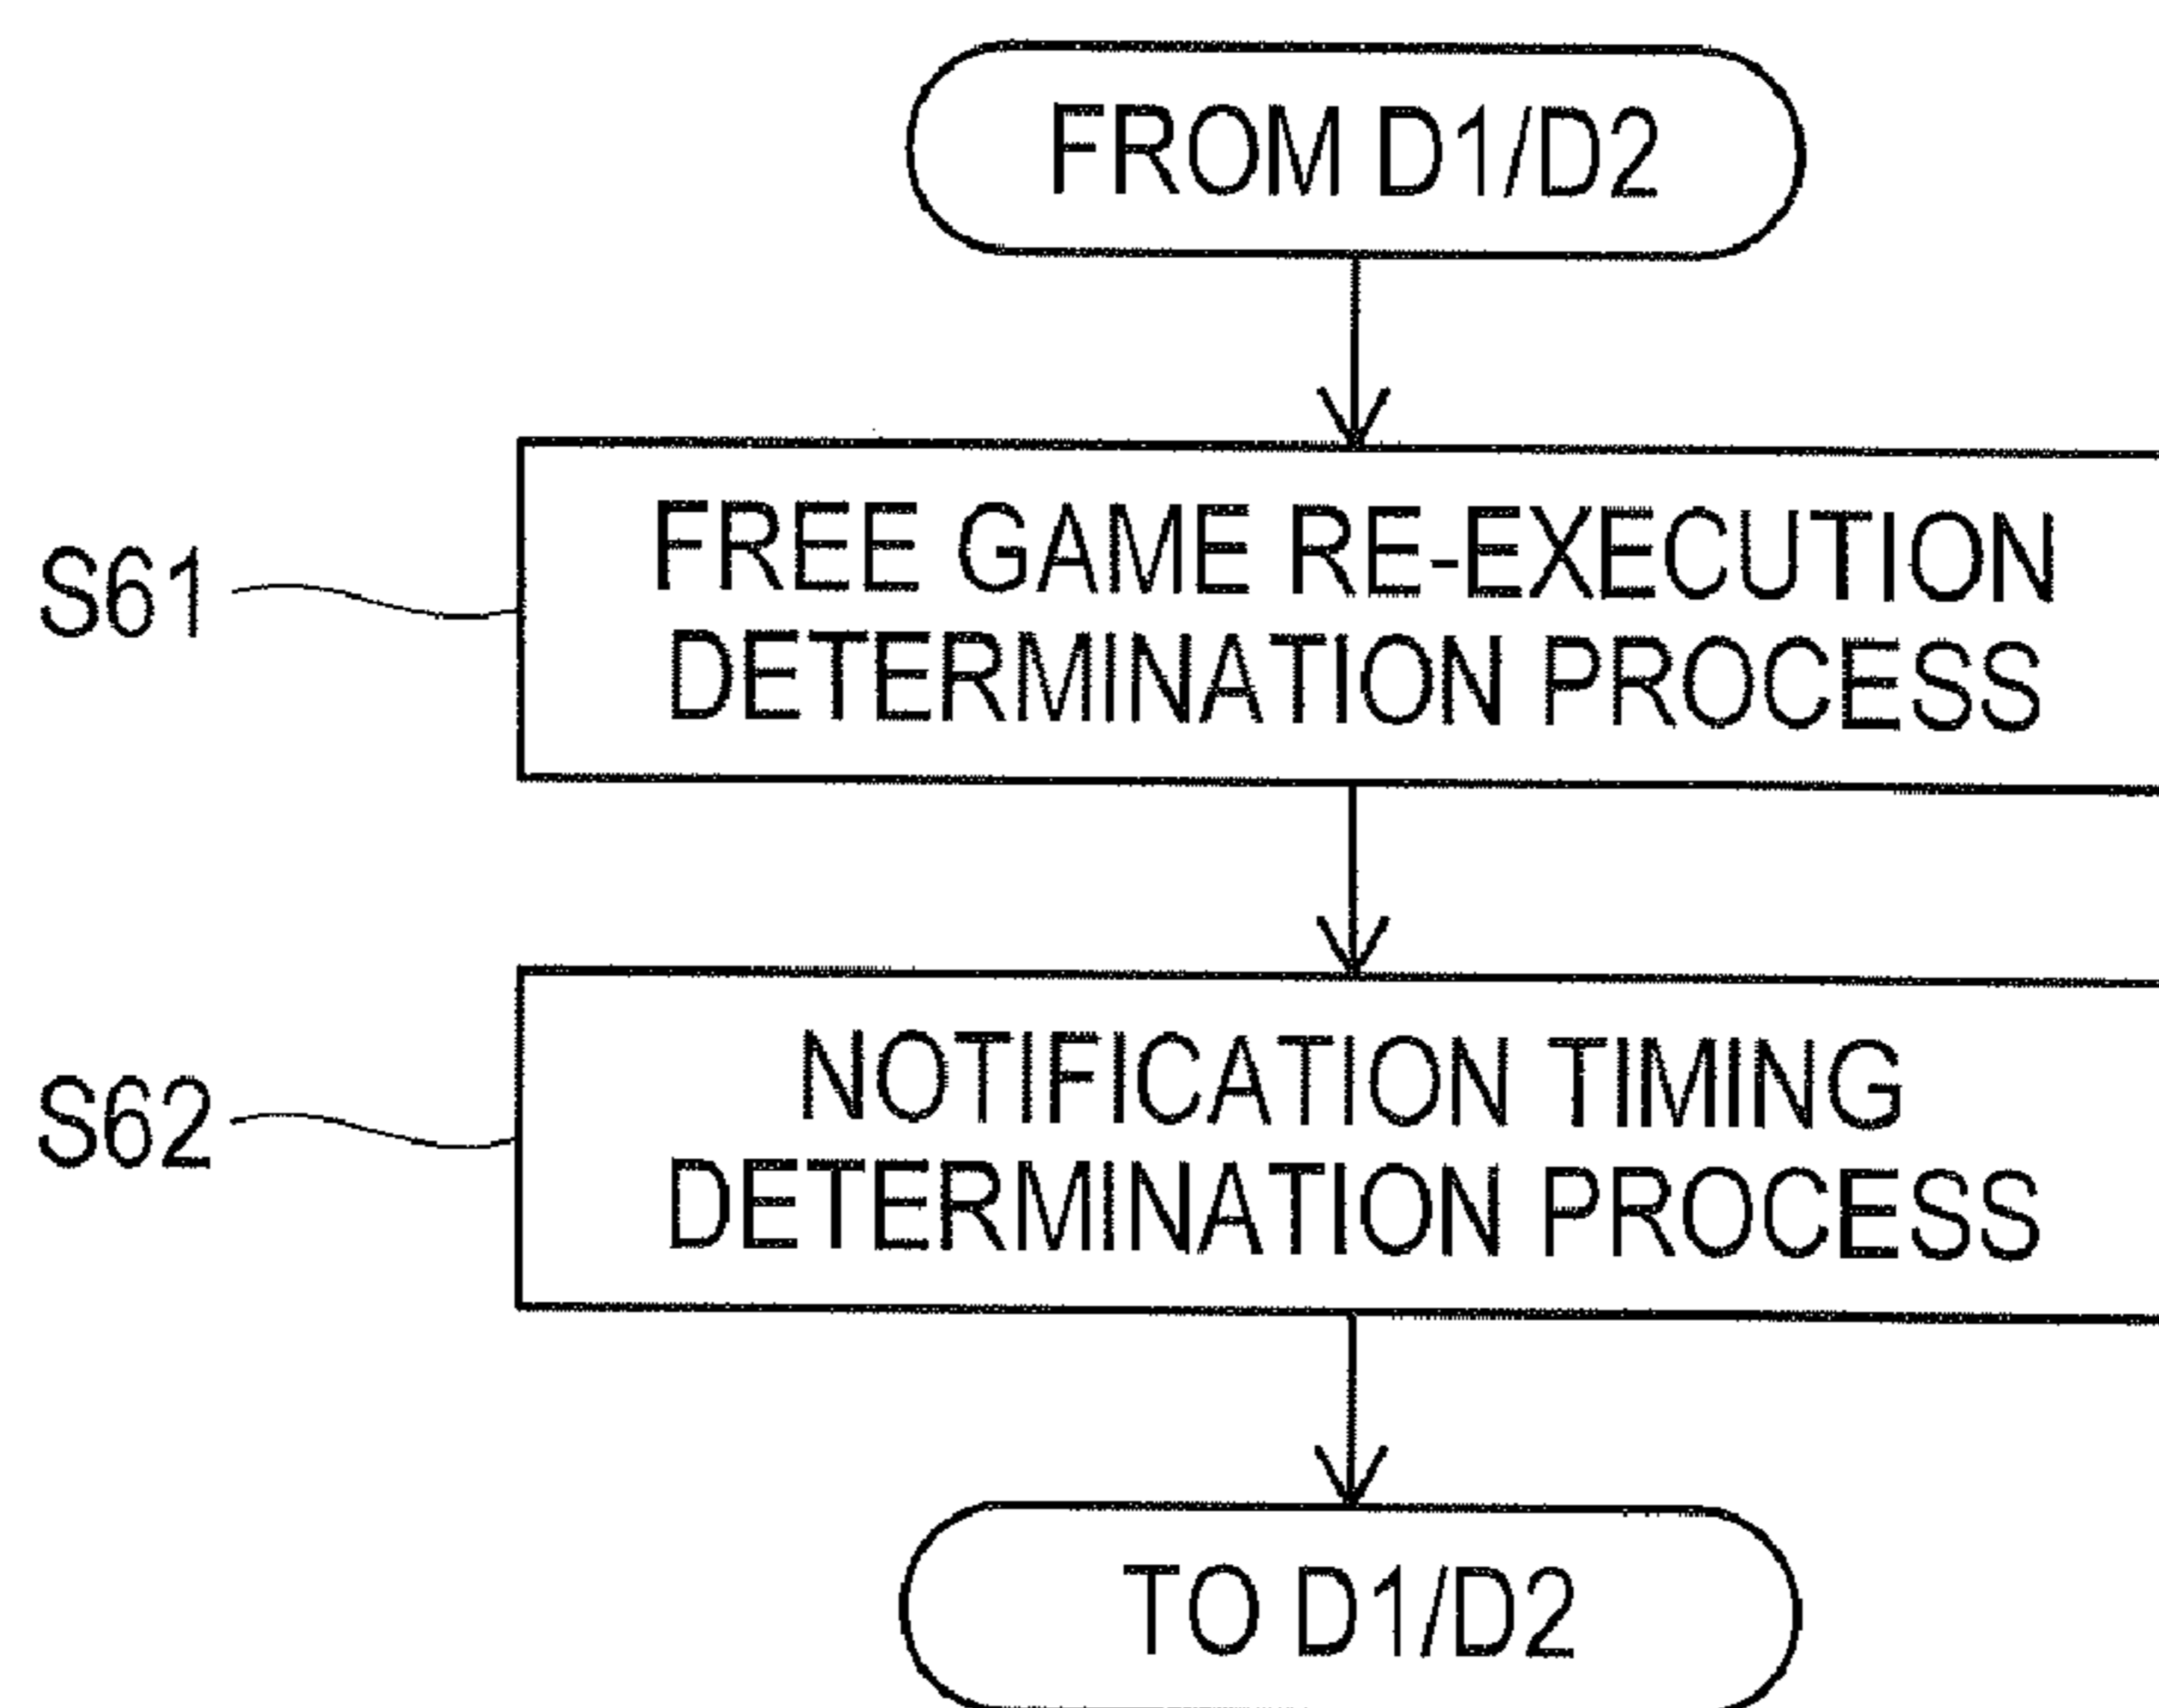 FROM D1/D2
S61
FREE GAME RE-EXECUTION
DETERMINATION PROCESS
S62
NOTIFICATION TIMING
DETERMINATION PROCESS
TO D1/D2